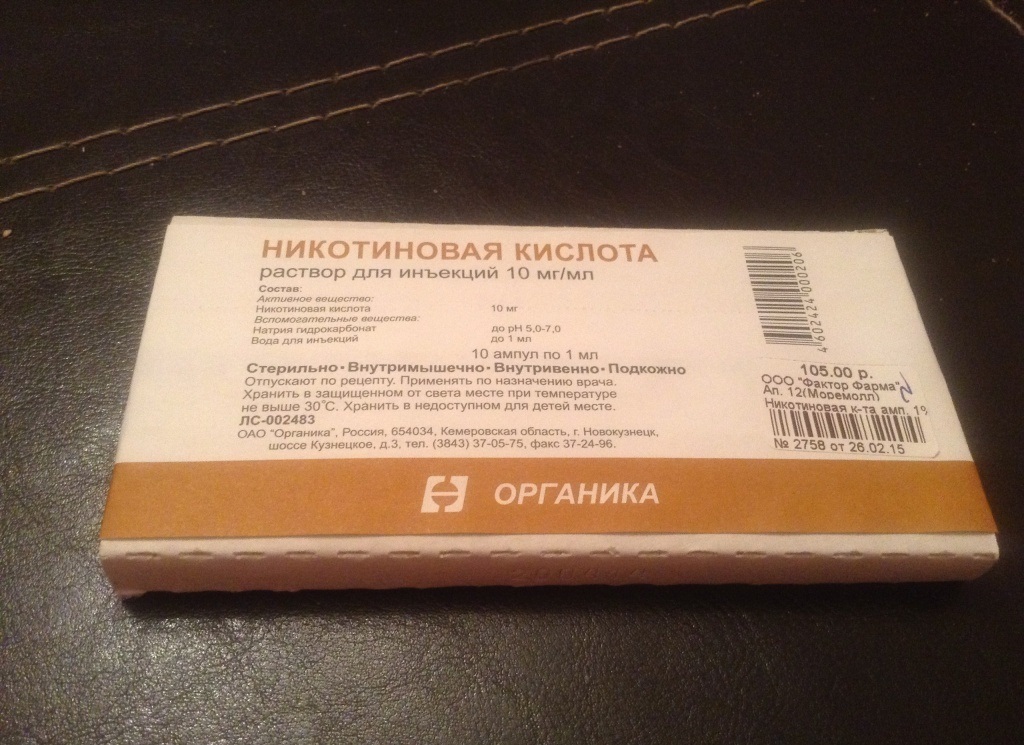 НИКОТИНОВАЯ КИСЛОТА
раствор для инъекций 10 мг/мл
Состав:
Активное вещество:
Никотиновая кислота 10 мг
Вспомогательные вещества:
Натрия гидрокарбонат до pH 5,0-7,0
Вода для инъекций до 1 мл
10 ампул по 1 мл
Стерильно · Внутримышечно · Внутривенно · Подкожно
Отпускают по рецепту. Применять по назначению врача.
Хранить в защищенном от света месте при температуре
не выше 30°С. Хранить в недоступном для детей месте.
ЛС-002483
ОАО "Органика", Россия, 654034, Кемеровская область, г. Новокузнецк,
шоссе Кузнецкое, д.3, тел. (3843) 37-05-75, факс 37-24-96.
4 602424 000206
105.00 р.
ООО "Фактор Фарма"
Ап. 12(Моремолл)
Никотиновая к-та амп. 1%
№ 2758 от 26.02.15
ОРГАНИКА